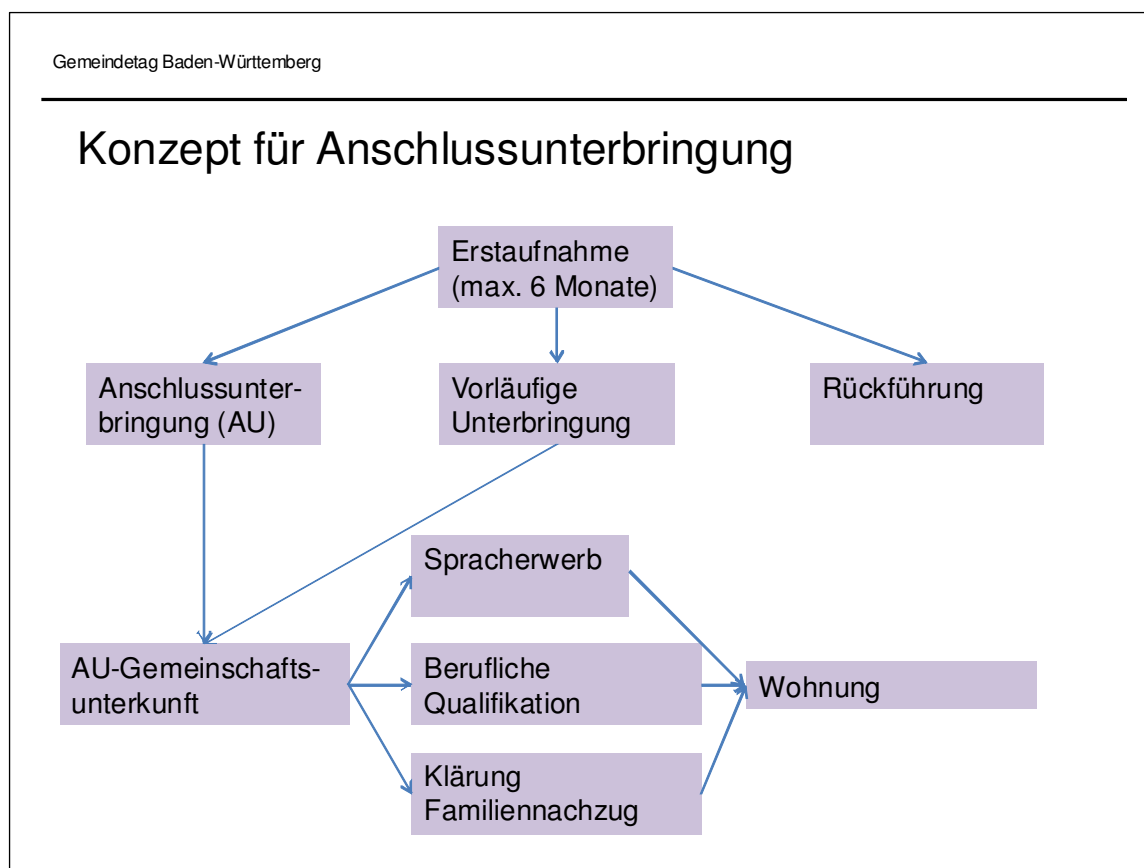 Gemeindetag Baden-Württemberg
Konzept für Anschlussunterbringung
Erstaufnahme
(max. 6 Monate)
Anschlussunter-
bringung (AU)
Vorläufige
Unterbringung
Rückführung
Spracherwerb
AU-Gemeinschafts-
unterkunft
Berufliche
Qualifikation
Wohnung
Klärung
Familiennachzug